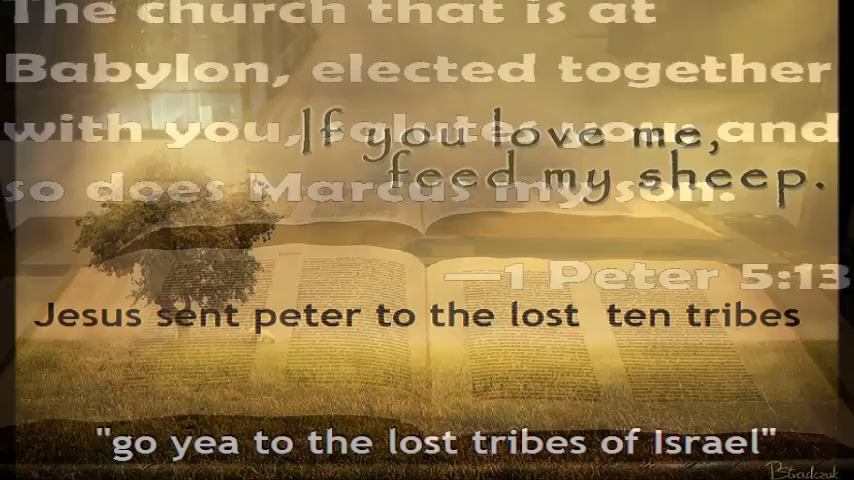 The church that is at
Babylon, elected together
with you, salutes you; and
so does Marcus my son.
—1 Peter 5:13
If you love me,
feed my sheep.
Jesus sent peter to the lost ten tribes
"go yea to the lost tribes of Israel"